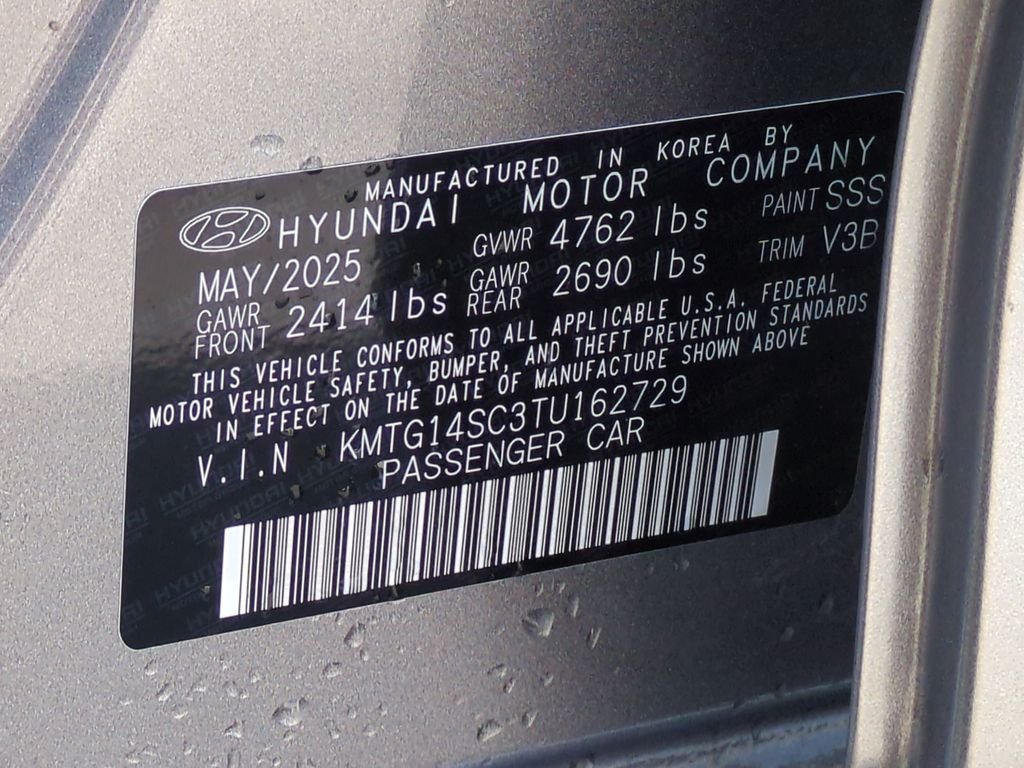 MANUFACTURED IN KOREA BY
HYUNDAI MOTOR COMPANY
MAY/2025 GVWR 4762 lbs PAINT SSS
GAWR FRONT 2414 lbs GAWR REAR 2690 lbs TRIM V3B
THIS VEHICLE CONFORMS TO ALL APPLICABLE U.S.A. FEDERAL
MOTOR VEHICLE SAFETY, BUMPER, AND THEFT PREVENTION STANDARDS
IN EFFECT ON THE DATE OF MANUFACTURE SHOWN ABOVE
V.I.N KMTG14SC3TU162729
PASSENGER CAR